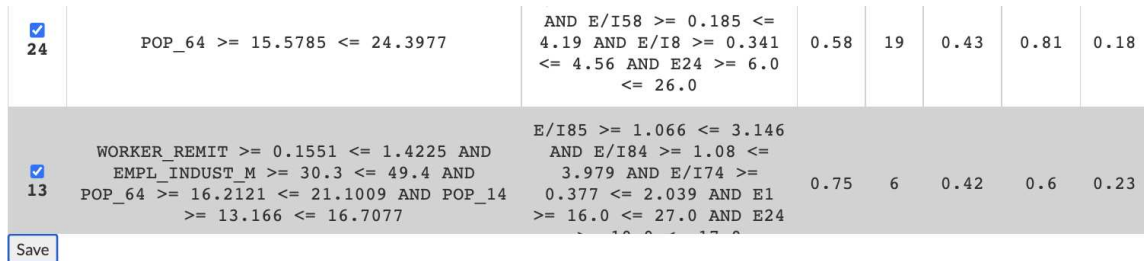 AND E/I58 >= 0.185 <=
4.19 AND E/I8 >= 0.341
<= 4.56 AND E24 >= 6.0
<= 26.0
24
POP_64 >= 15.5785 <= 24.3977
0.58
19
0.43
0.81
0.18
13
WORKER_REMIT >= 0.1551 <= 1.4225 AND
EMPL_INDUST_M >= 30.3 <= 49.4 AND
POP_64 >= 16.2121 <= 21.1009 AND POP_14
>= 13.166 <= 16.7077
E/I85 >= 1.066 <= 3.146
AND E/I84 >= 1.08 <=
3.979 AND E/I74 >=
0.377 <= 2.039 AND E1
>= 16.0 <= 27.0 AND E24
0.75
6
0.42
0.6
0.23
Save